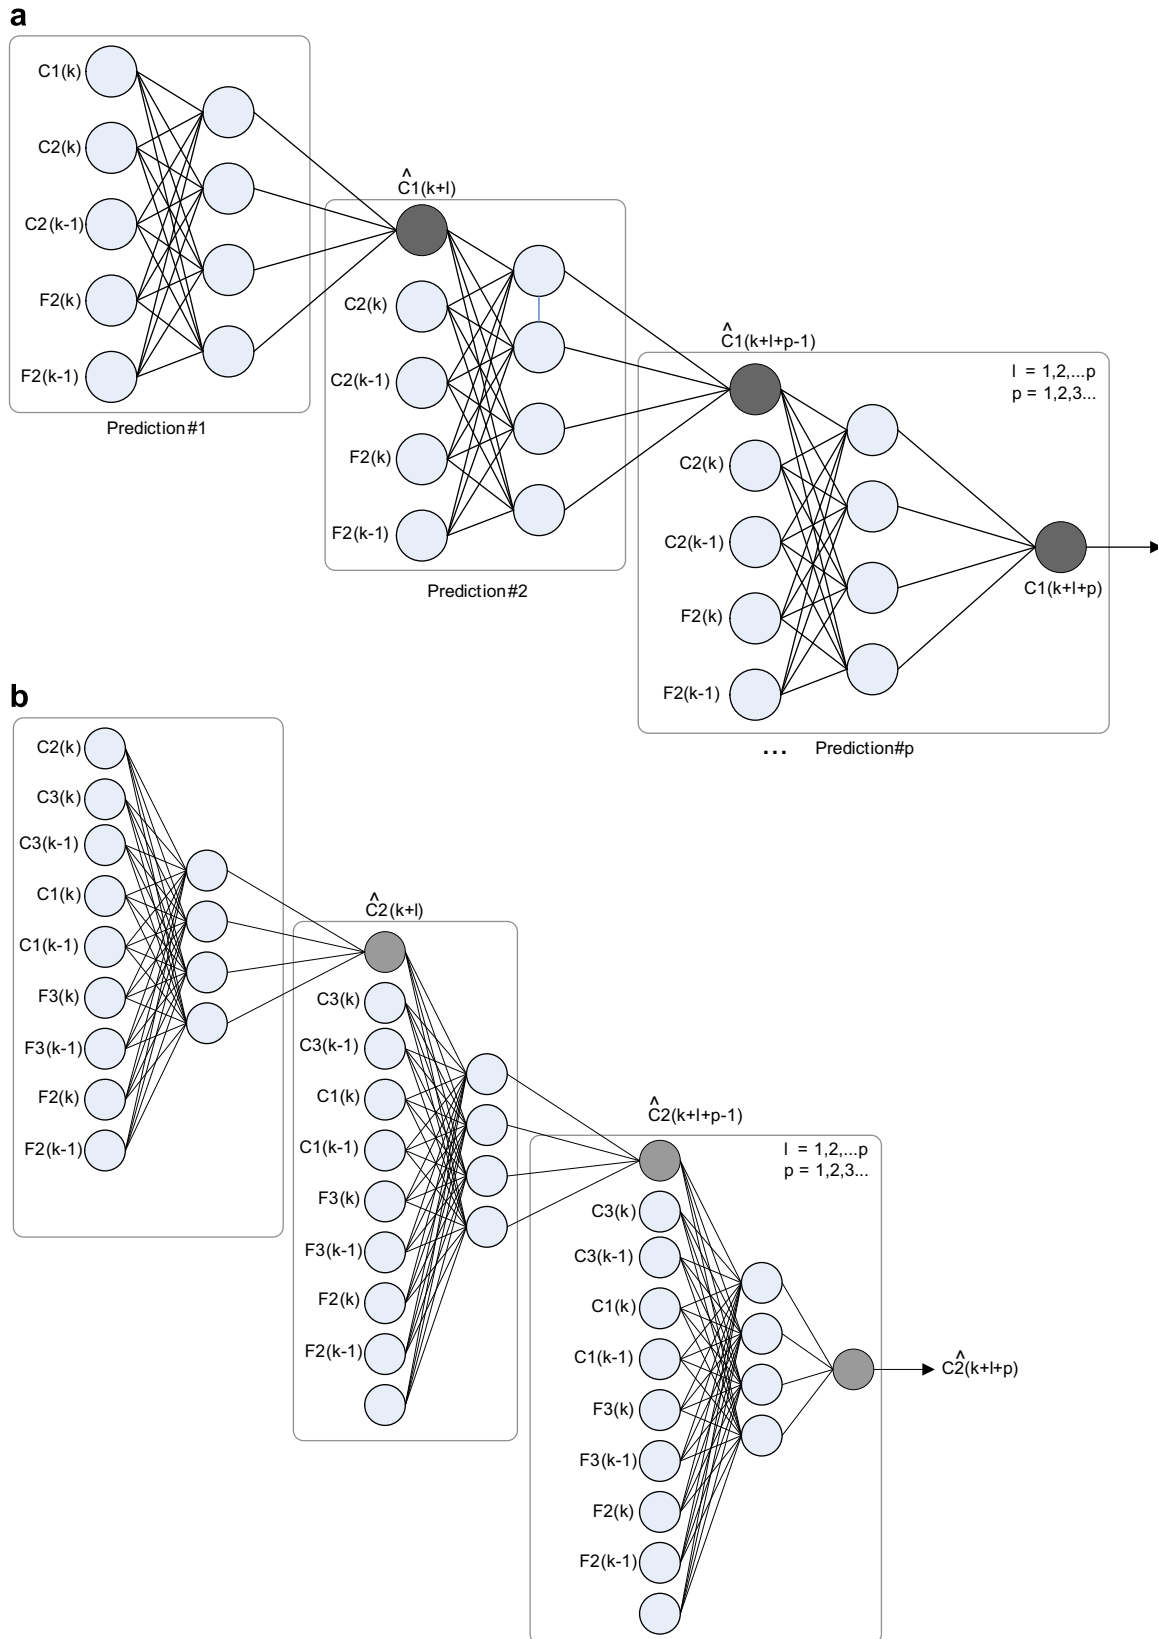 a
C1(k)
C2(k)
C2(k-1)
F2(k)
F2(k-1)
Prediction#1
^
C1(k+l)
C2(k)
C2(k-1)
F2(k)
F2(k-1)
Prediction#2
^
C1(k+l+p-1)
l = 1,2,...p
p = 1,2,3...
C2(k)
C2(k-1)
F2(k)
F2(k-1)
C1(k+l+p)
... Prediction#p
b
C2(k)
C3(k)
C3(k-1)
C1(k)
C1(k-1)
F3(k)
F3(k-1)
F2(k)
F2(k-1)
^
C2(k+l)
C3(k)
C3(k-1)
C1(k)
C1(k-1)
F3(k)
F3(k-1)
F2(k)
F2(k-1)
^
C2(k+l+p-1)
l = 1,2,...p
p = 1,2,3...
C3(k)
C3(k-1)
C1(k)
C1(k-1)
F3(k)
F3(k-1)
F2(k)
F2(k-1)
^
C2(k+l+p)